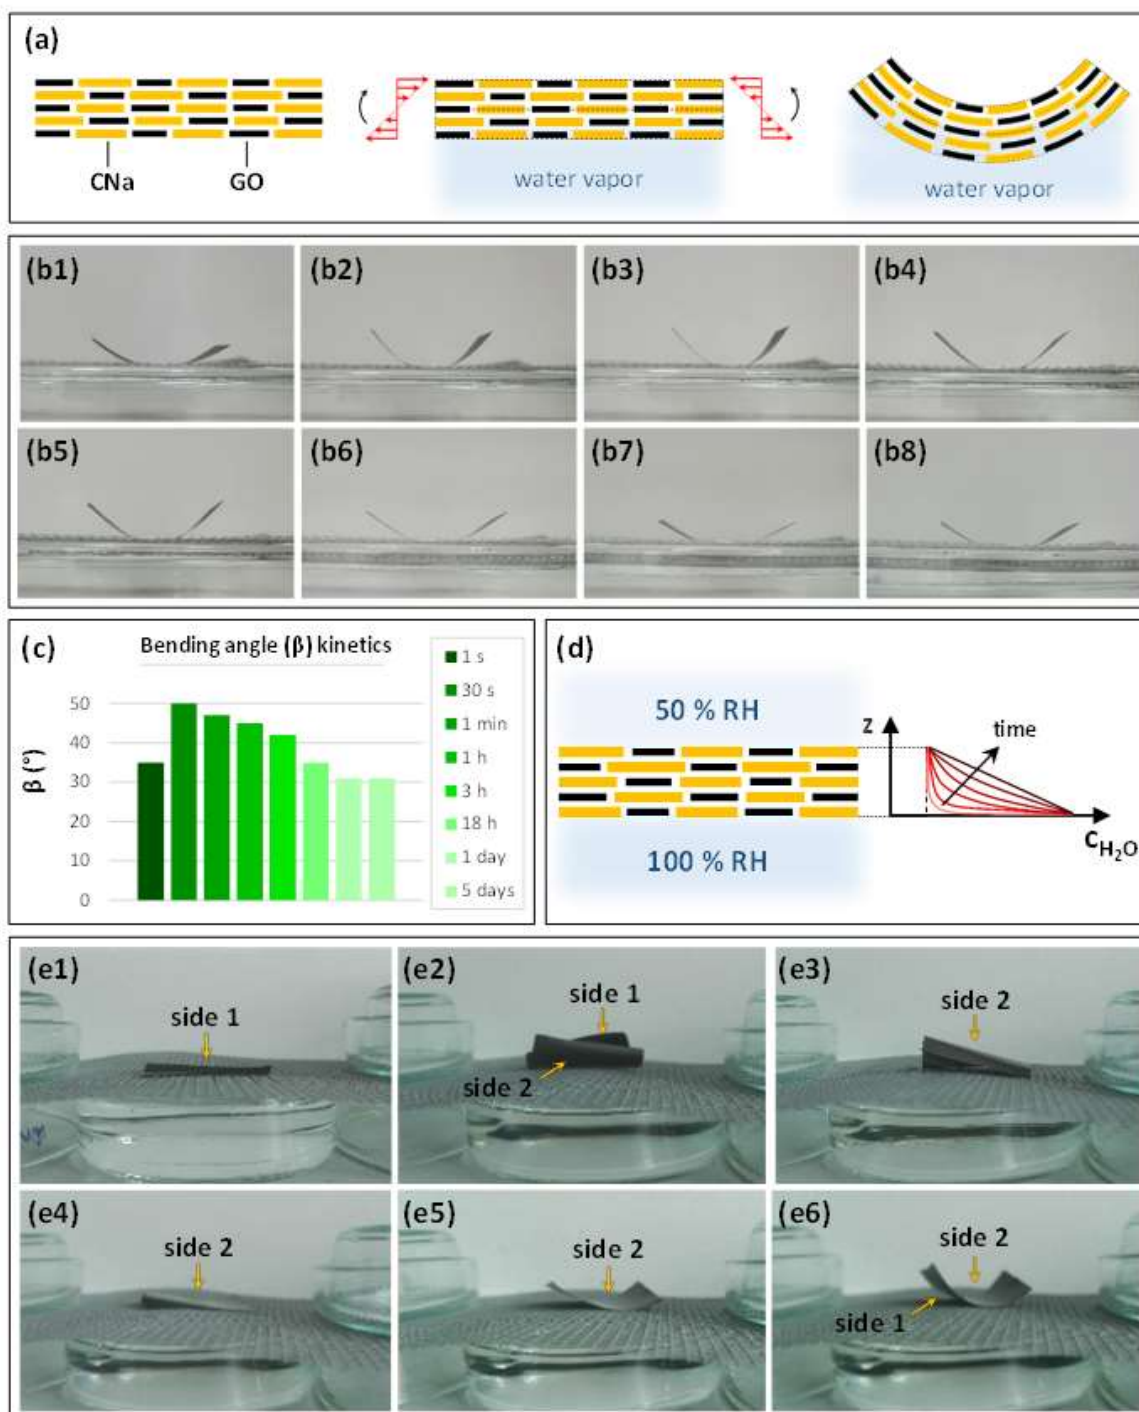 (a)
CNa
GO
water vapor
water vapor
(b1)
(b2)
(b3)
(b4)
(b5)
(b6)
(b7)
(b8)
(c)
Bending angle (β) kinetics
50
40
30
20
10
0
β (°)
1 s
30 s
1 min
1 h
3 h
18 h
1 day
5 days
(d)
50 % RH
100 % RH
z
time
cH₂O
(e1)
side 1
(e2)
side 1
side 2
(e3)
side 2
(e4)
side 2
(e5)
side 2
(e6)
side 2
side 1